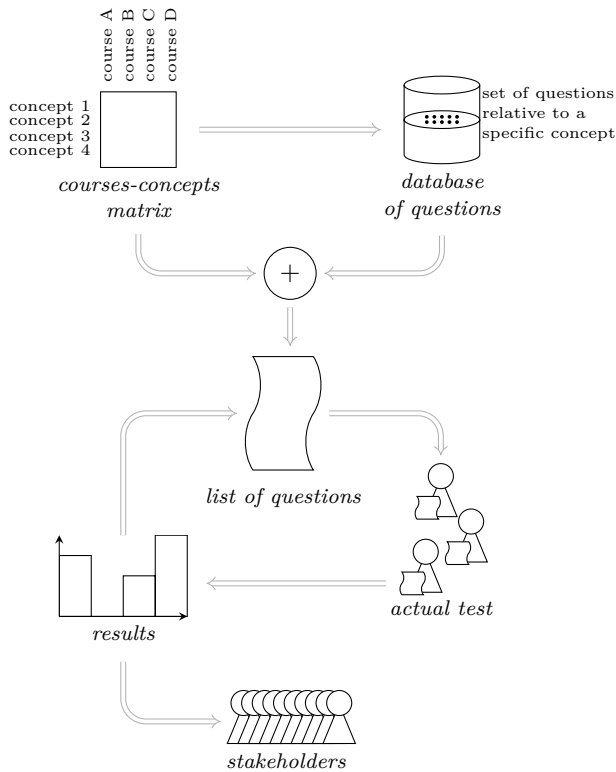 course A
course B
course C
course D
concept 1
concept 2
concept 3
concept 4
courses-concepts
matrix
set of questions
relative to a
specific concept
database
of questions
+
list of questions
actual test
results
stakeholders